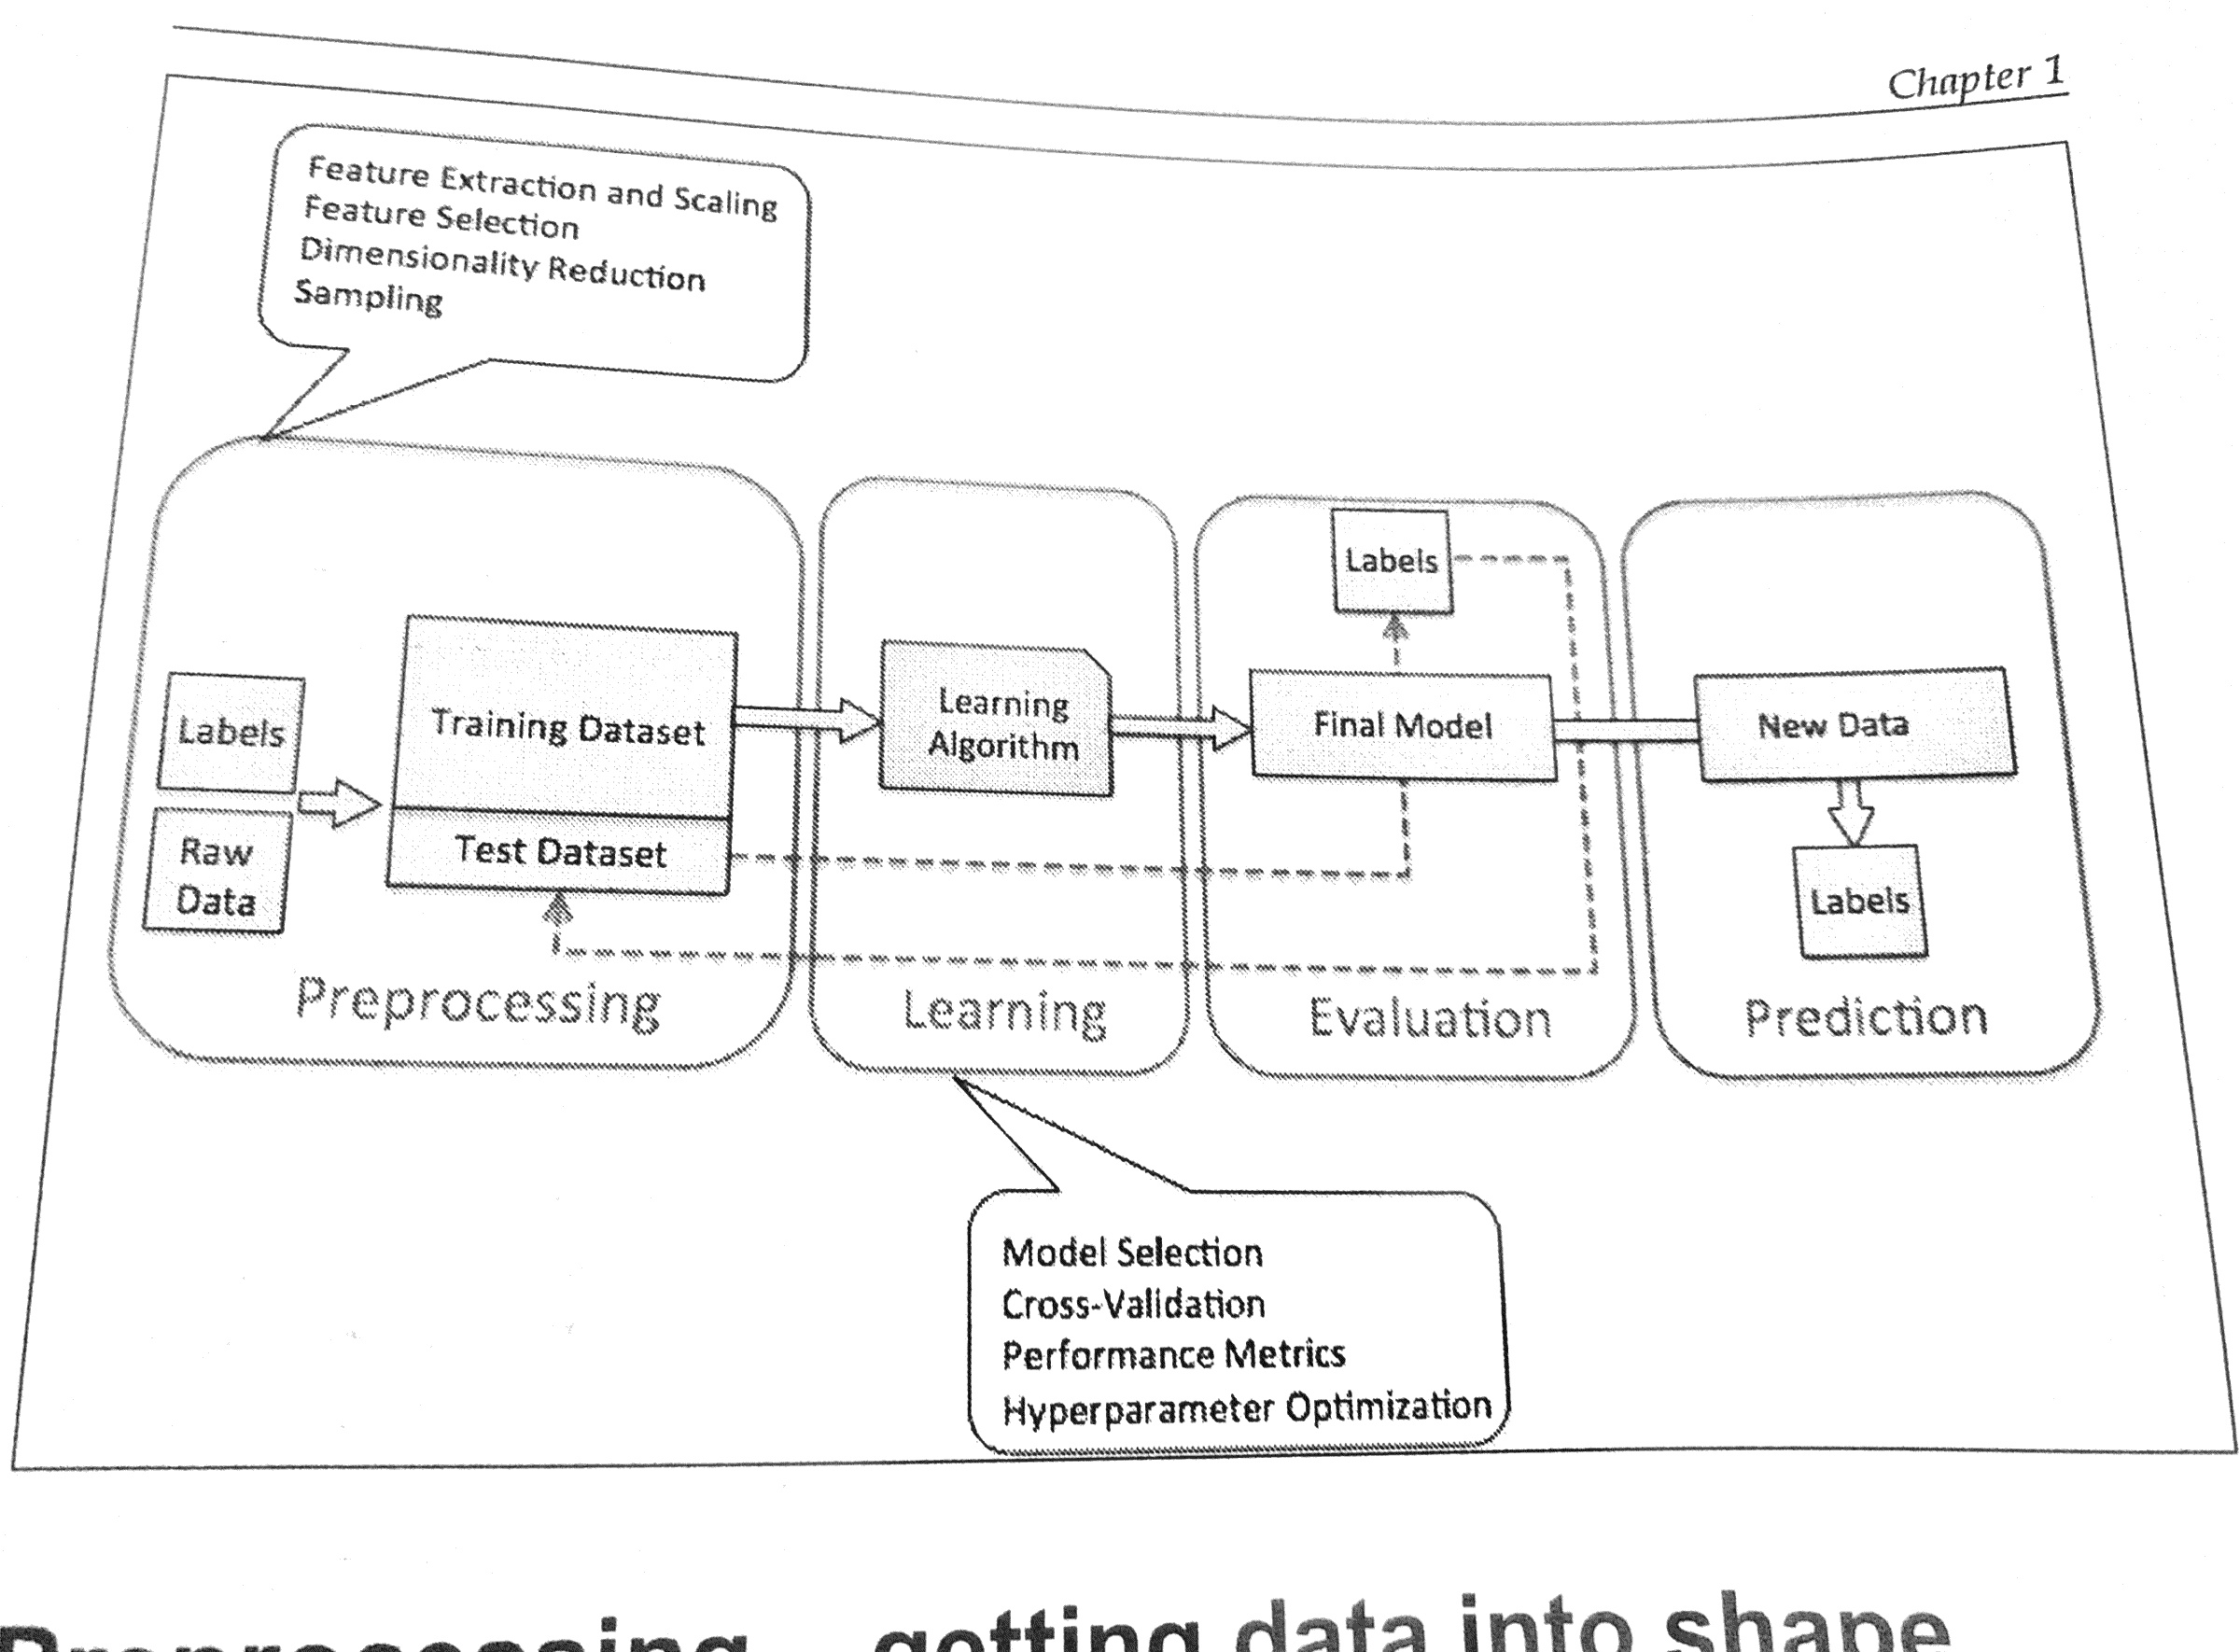 Chapter 1
Feature Extraction and Scaling
Feature Selection
Dimensionality Reduction
Sampling
Labels
Raw
Data
Training Dataset
Test Dataset
Preprocessing
Learning
Algorithm
Learning
Labels
Final Model
Evaluation
New Data
Labels
Prediction
Model Selection
Cross-Validation
Performance Metrics
Hyperparameter Optimization
Preprocessing – getting data into shape